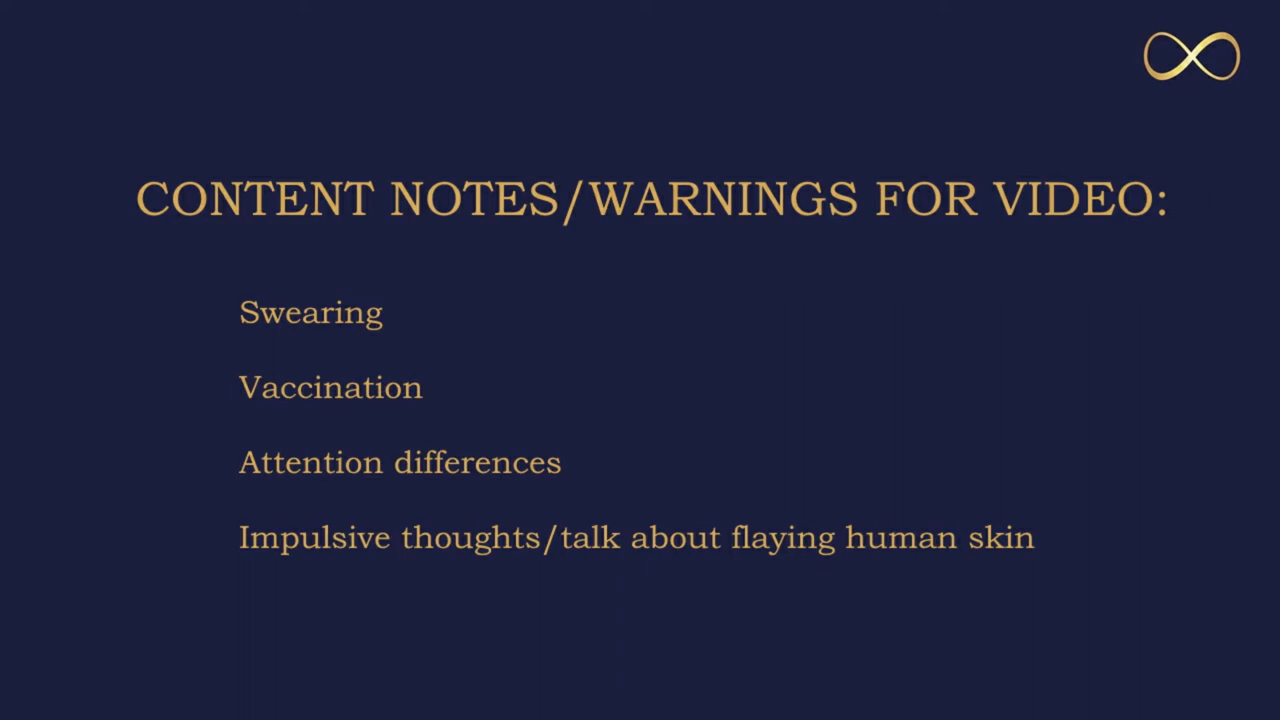 CONTENT NOTES/WARNINGS FOR VIDEO:
Swearing
Vaccination
Attention differences
Impulsive thoughts/talk about flaying human skin